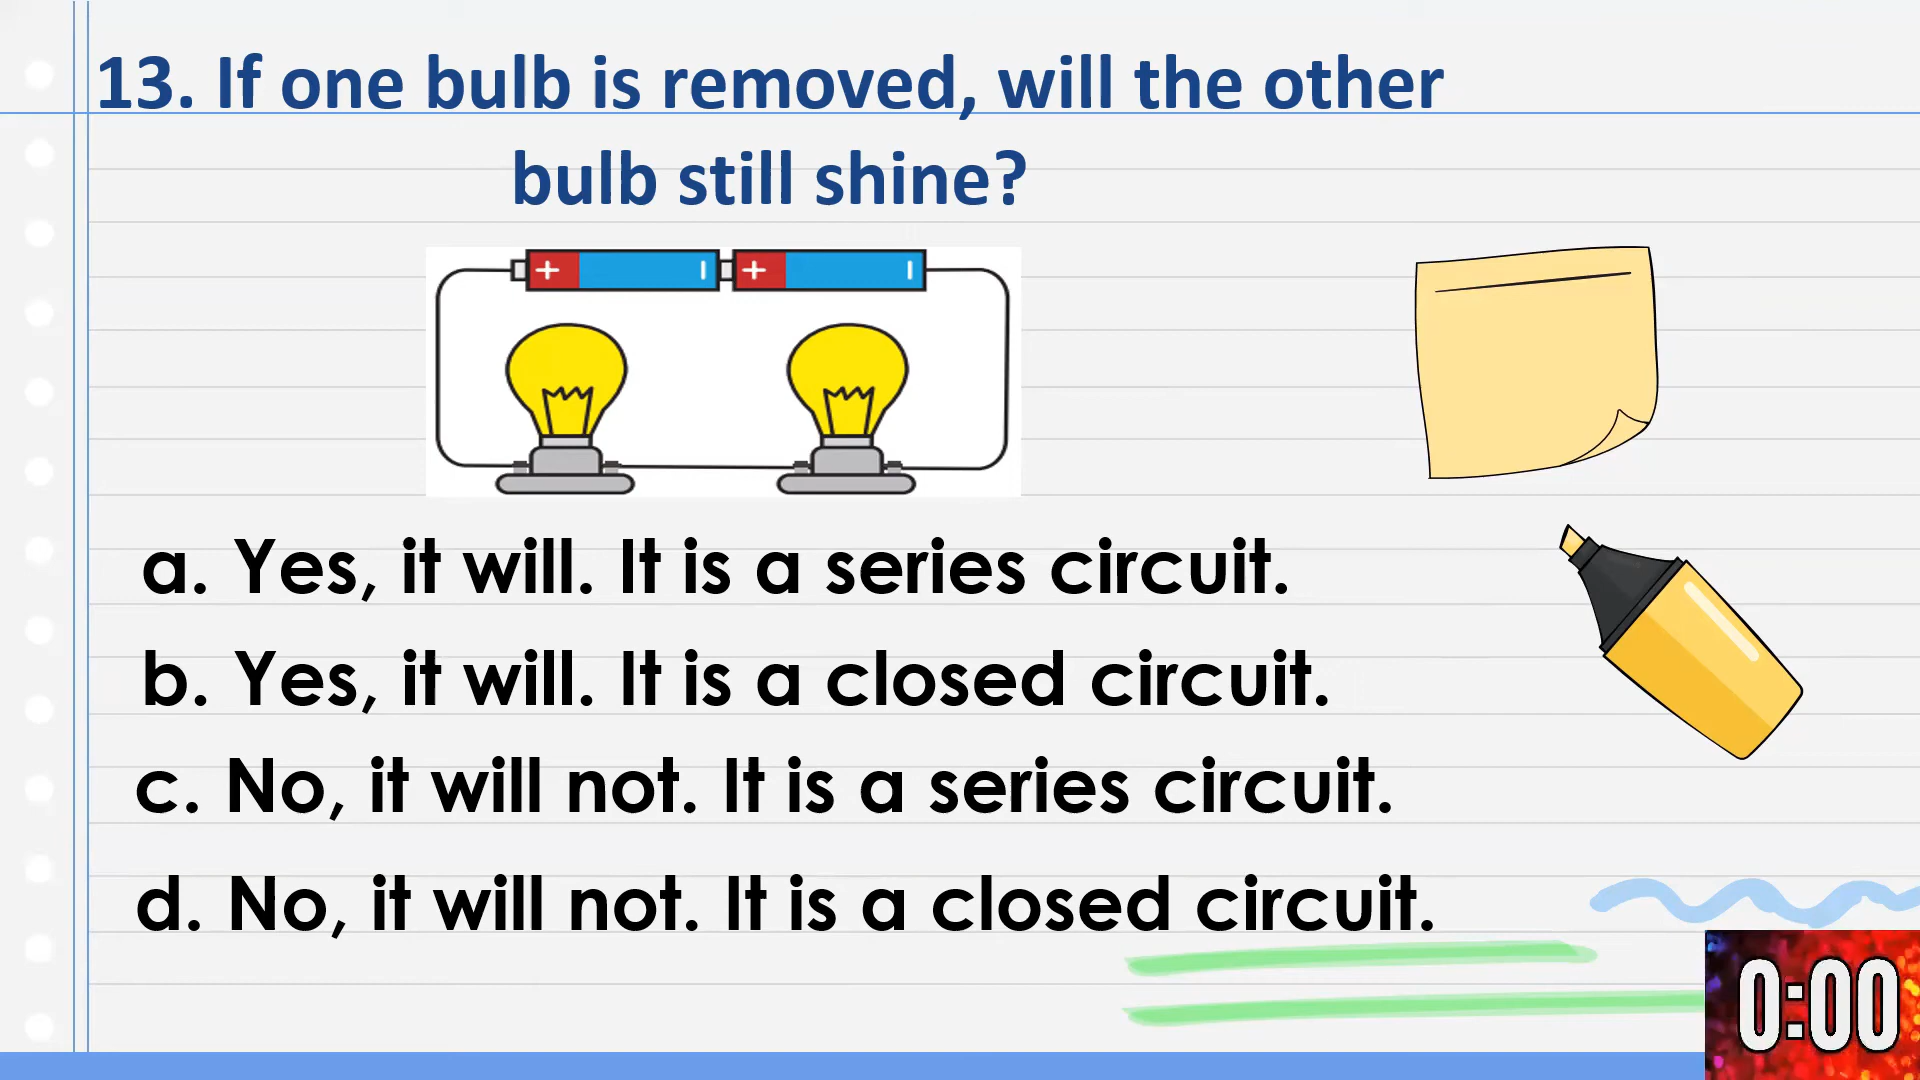 13. If one bulb is removed, will the other
bulb still shine?
+ - + -
a. Yes, it will. It is a series circuit.
b. Yes, it will. It is a closed circuit.
c. No, it will not. It is a series circuit.
d. No, it will not. It is a closed circuit.
0:00